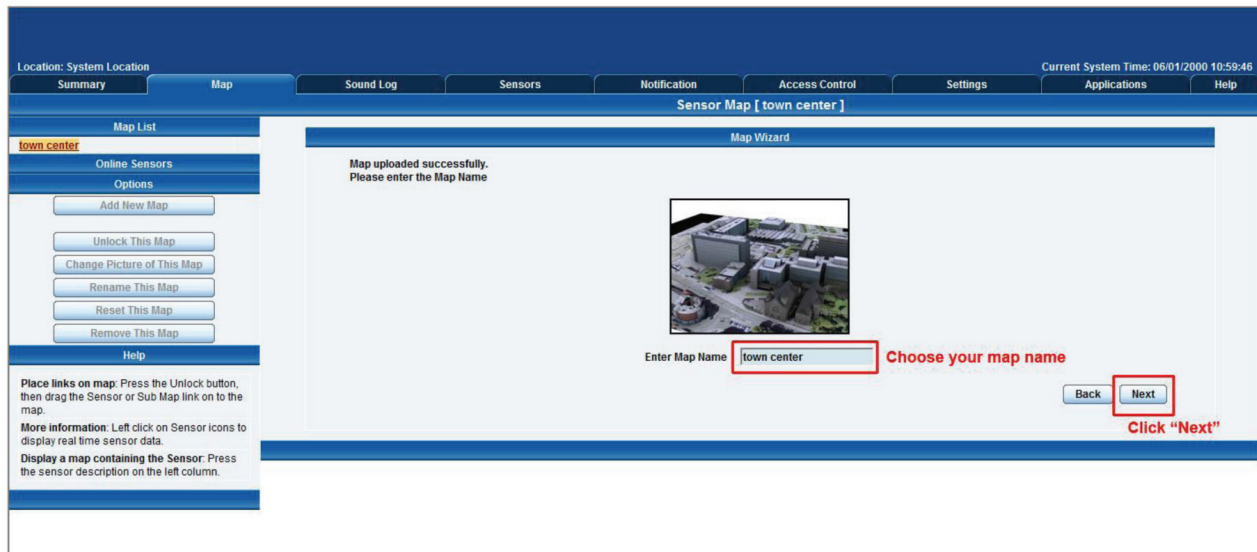 Location: System Location
Current System Time: 06/01/2000 10:59:46
Summary Map Sound Log Sensors Notification Access Control Settings Applications Help
Sensor Map [ town center ]
Map List
town center
Online Sensors
Options
Add New Map
Unlock This Map
Change Picture of This Map
Rename This Map
Reset This Map
Remove This Map
Help
Place links on map: Press the Unlock button,
then drag the Sensor or Sub Map link on to the
map.
More information: Left click on Sensor icons to
display real time sensor data.
Display a map containing the Sensor: Press
the sensor description on the left column.
Map Wizard
Map uploaded successfully.
Please enter the Map Name
Enter Map Name town center Choose your map name
Back Next
Click “Next”